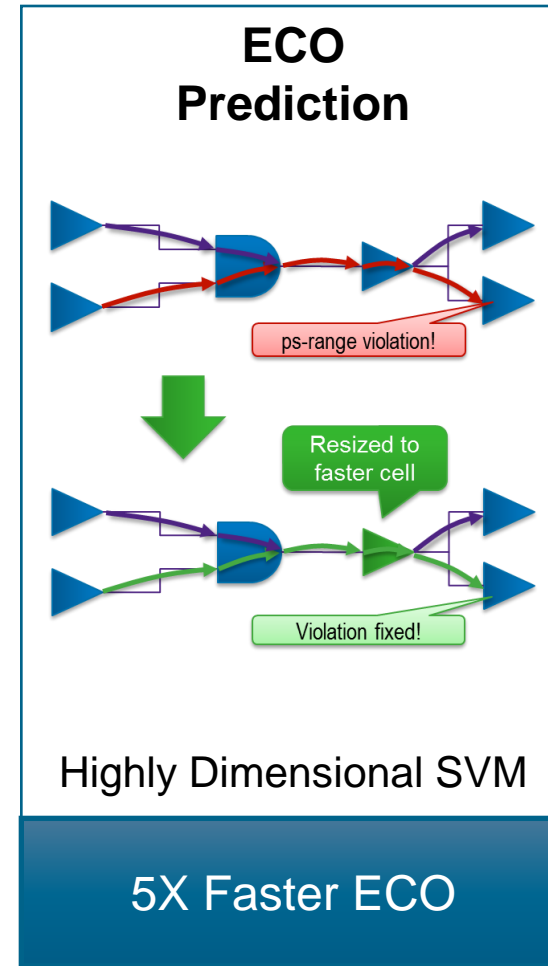 ECO
Prediction
ps-range violation!
Resized to
faster cell
Violation fixed!
Highly Dimensional SVM
5X Faster ECO